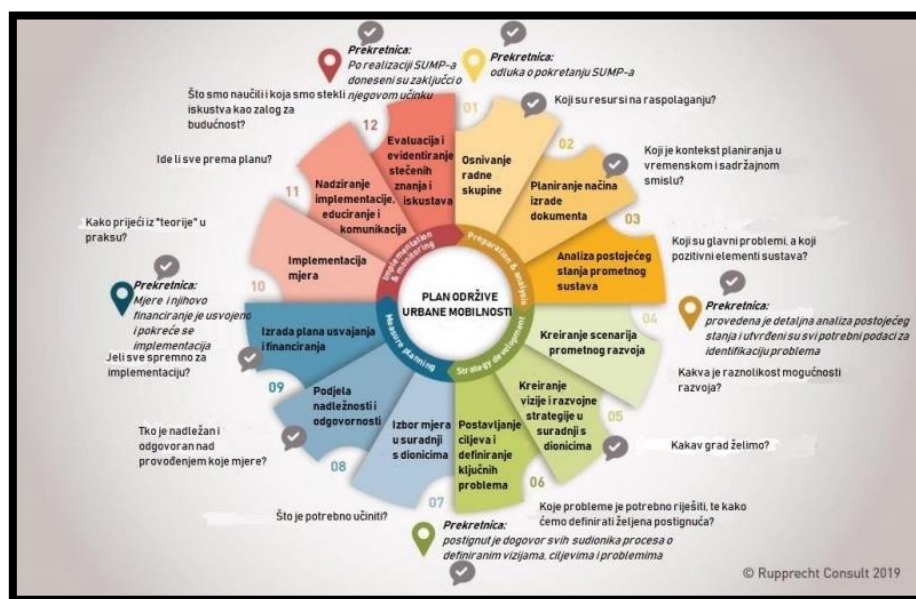 Prekretnica:
Po realizaciji SUMP-a
doneseni su zaključci o
njegovom učinku
Prekretnica:
odluka o pokretanju SUMP-a
Što smo naučili i koja smo stekli
iskustva kao zalog za
budućnost?
Koji su resursi na raspolaganju?
Ide li sve prema planu?
Koji je kontekst planiranja u
vremenskom i sadržajnom
smislu?
Kako prijeći iz "teorije" u
praksu?
Koji su glavni problemi, a koji
pozitivni elementi sustava?
Prekretnica:
Mjere i njihovo
financiranje je usvojeno
i pokreće se
implementacija
Prekretnica:
provedena je detaljna analiza postojećeg
stanja i utvrđeni su svi potrebni podaci za
identifikaciju problema
Jeli sve spremno za
implementaciju?
Kakva je raznolikost mogućnosti
razvoja?
Tko je nadležan i
odgovoran nad
provođenjem koje mjere?
Kakav grad želimo?
Što je potrebno učiniti?
Koje probleme je potrebno riješiti, te kako
ćemo definirati željena postignuća?
Prekretnica:
postignut je dogovor svih sudionika procesa o
definiranim vizijama, ciljevima i problemima
01
Osnivanje
radne
skupine
02
Planiranje načina
izrade
dokumenta
03
Analiza postojećeg
stanja prometnog
sustava
04
Kreiranje scenarija
prometnog razvoja
05
Kreiranje
vizije i razvojne
strategije u
suradnji s
dionicima
06
Postavljanje
ciljeva i
definiranje
ključnih
problema
07
Izbor mjera
u suradnji
s dionicima
08
Podjela
nadležnosti i
odgovornosti
09
Izrada plana usvajanja
i financiranja
10
Implementacija
mjera
11
Nadziranje
implementacije,
educiranje i
komunikacija
12
Evaluacija i
evidentiranje
stečenih
znanja i
iskustava
Preparation & analysis
Strategy development
Measure planning
Implementation
& monitoring
PLAN ODRŽIVE
URBANE MOBILNOSTI
© Rupprecht Consult 2019